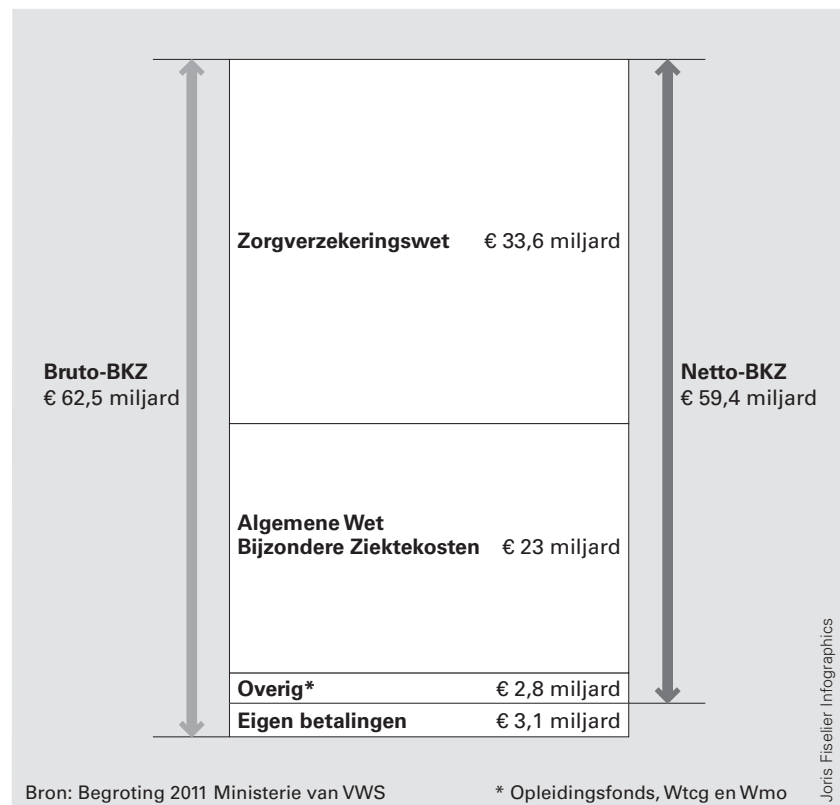 Zorgverzekeringswet € 33,6 miljard
Bruto-BKZ
€ 62,5 miljard
Netto-BKZ
€ 59,4 miljard
Algemene Wet
Bijzondere Ziektekosten € 23 miljard
Overig* € 2,8 miljard
Eigen betalingen € 3,1 miljard
Bron: Begroting 2011 Ministerie van VWS * Opleidingsfonds, Wtcg en Wmo
Joris Fiselier Infographics